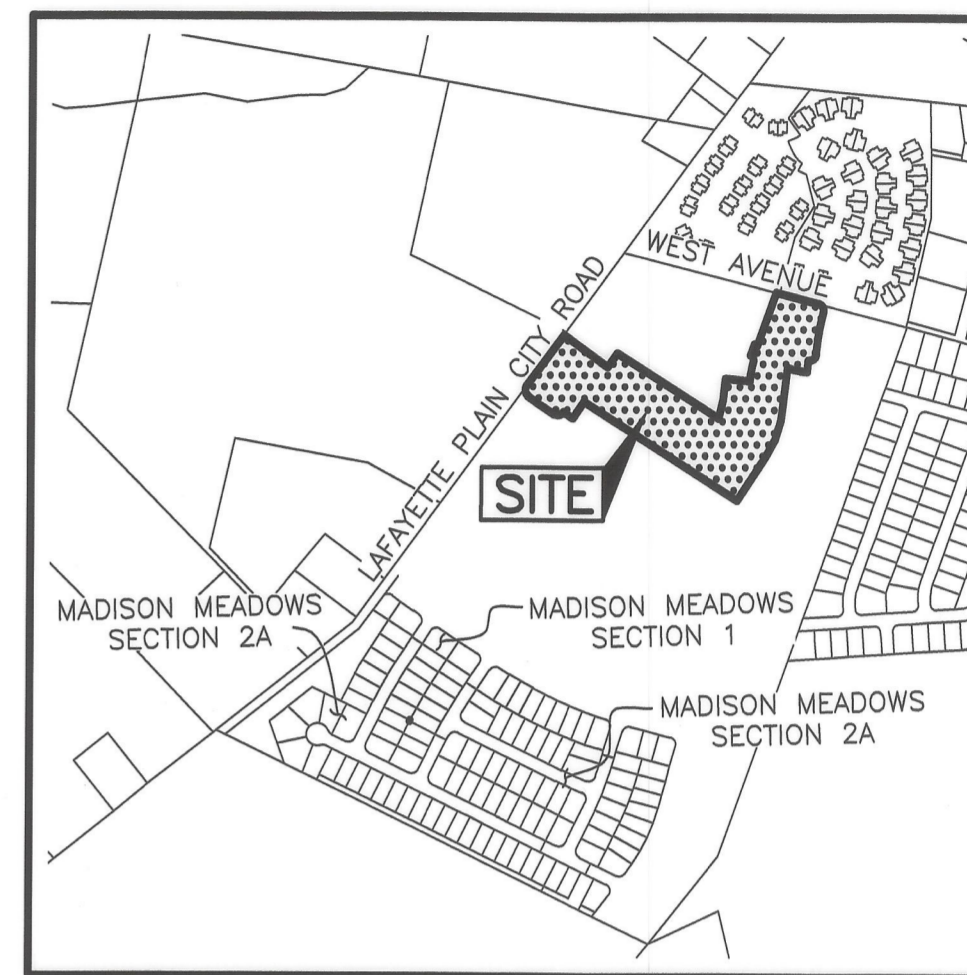 WEST AVENUE
LAFAYETTE PLAIN CITY ROAD
SITE
MADISON MEADOWS
SECTION 2A
MADISON MEADOWS
SECTION 1
MADISON MEADOWS
SECTION 2A